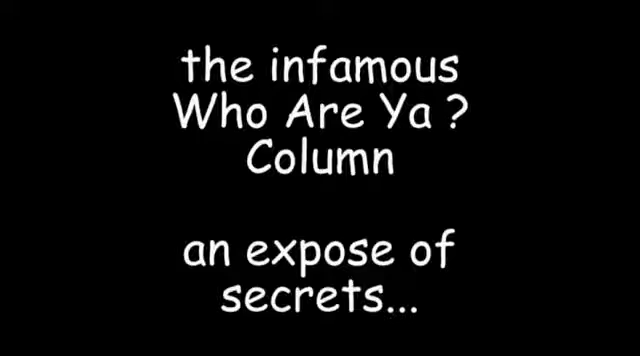 the infamous
Who Are Ya ?
Column
an expose of
secrets...